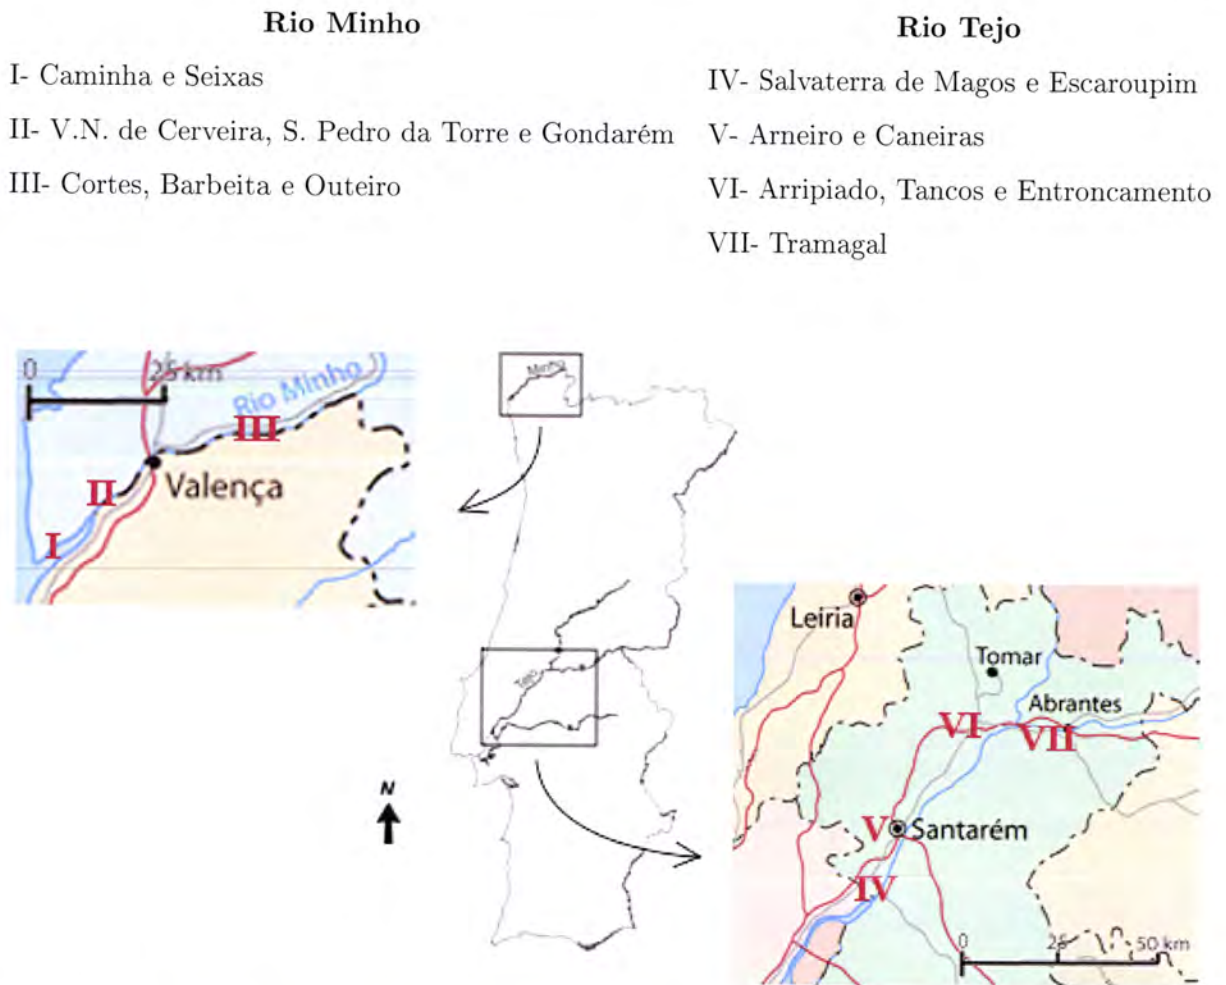 Rio Minho
I- Caminha e Seixas
II- V.N. de Cerveira, S. Pedro da Torre e Gondarém
III- Cortes, Barbeita e Outeiro
Rio Tejo
IV- Salvaterra de Magos e Escaroupim
V- Arneiro e Caneiras
VI- Arripiado, Tancos e Entroncamento
VII- Tramagal
0 25 km
Rio Minho
III
Valença
II
I
Minho
Tejo
N
Leiria
Tomar
Abrantes
VI
VII
V
Santarém
IV
0 25 50 km